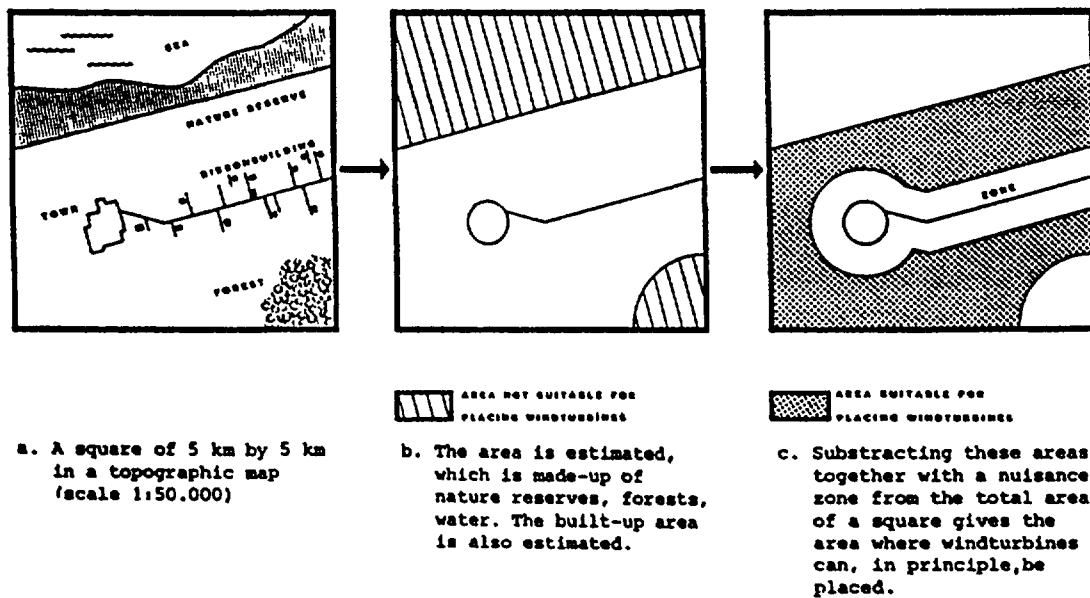 SEA
NATURE RESERVE
RIBBONBUILDING
TOWN
FOREST
ZONE
AREA NOT SUITABLE FOR
PLACING WINDTURBINES
AREA SUITABLE FOR
PLACING WINDTURBINES
a. A square of 5 km by 5 km
in a topographic map
(scale 1:50.000)
b. The area is estimated,
which is made-up of
nature reserves, forests,
water. The built-up area
is also estimated.
c. Substracting these areas
together with a nuisance
zone from the total area
of a square gives the
area where windturbines
can, in principle,be
placed.